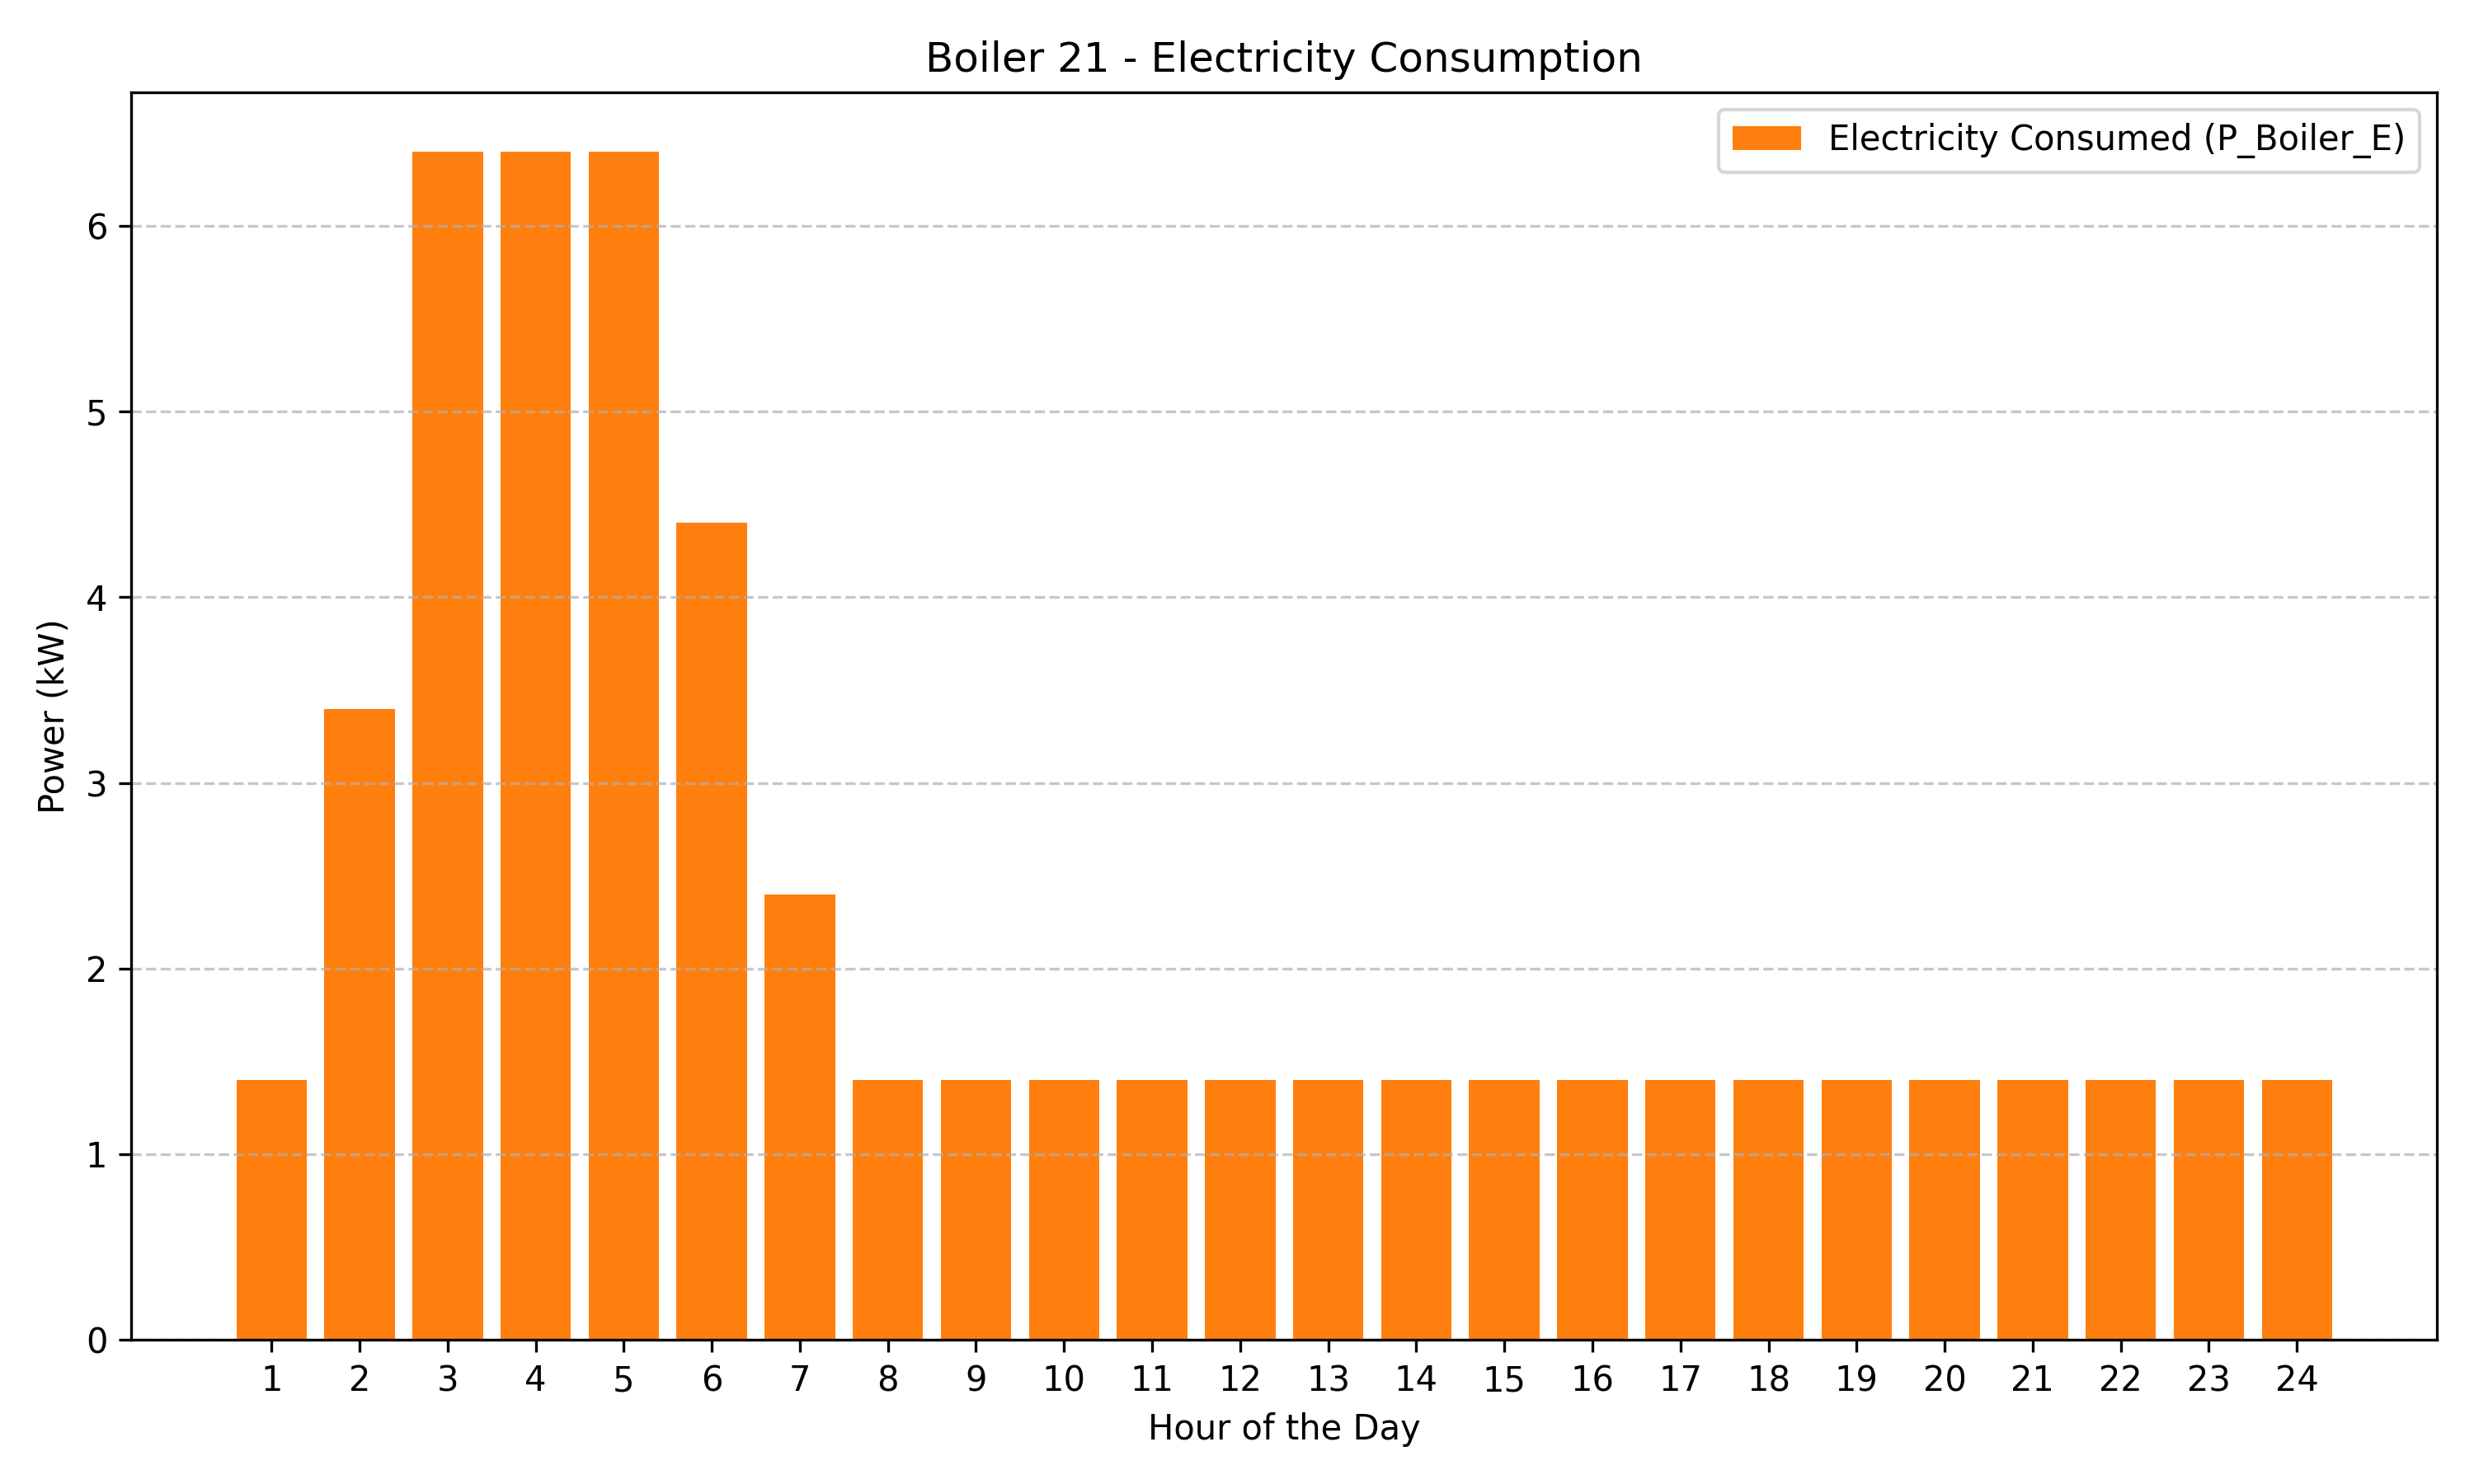 Boiler 21 - Electricity Consumption
Electricity Consumed (P_Boiler_E)
Power (kW)
6
5
4
3
2
1
0
1 2 3 4 5 6 7 8 9 10 11 12 13 14 15 16 17 18 19 20 21 22 23 24
Hour of the Day